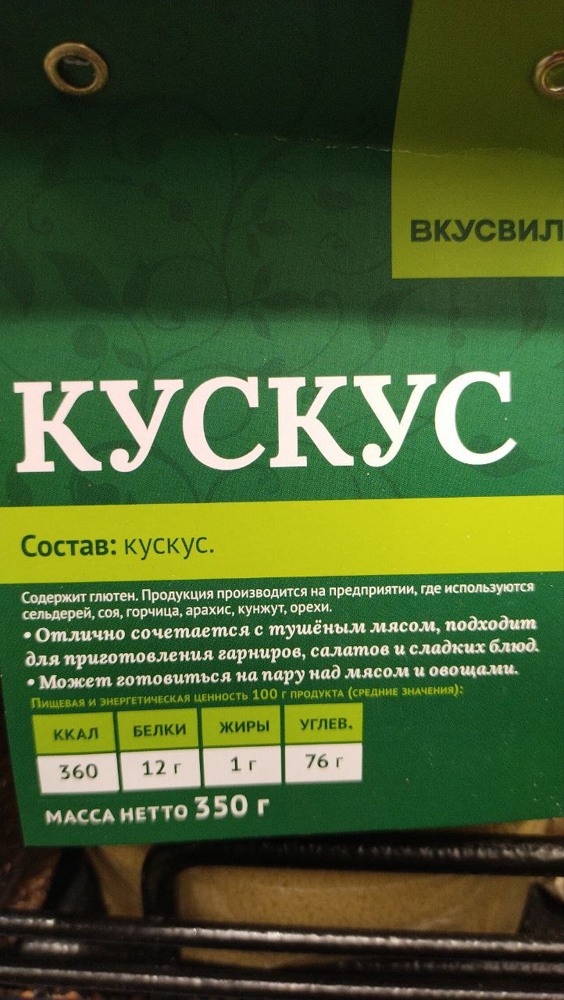 ВКУСВИЛ
КУСКУС
Состав: кускус.
Содержит глютен. Продукция производится на предприятии, где используются
сельдерей, соя, горчица, арахис, кунжут, орехи.
• Отлично сочетается с тушёным мясом, подходит
для приготовления гарниров, салатов и сладких блюд.
• Может готовиться на пару над мясом и овощами.
Пищевая и энергетическая ценность 100 г продукта (средние значения):
ККАЛ БЕЛКИ ЖИРЫ УГЛЕВ.
360 12 г 1 г 76 г
МАССА НЕТТО 350 г